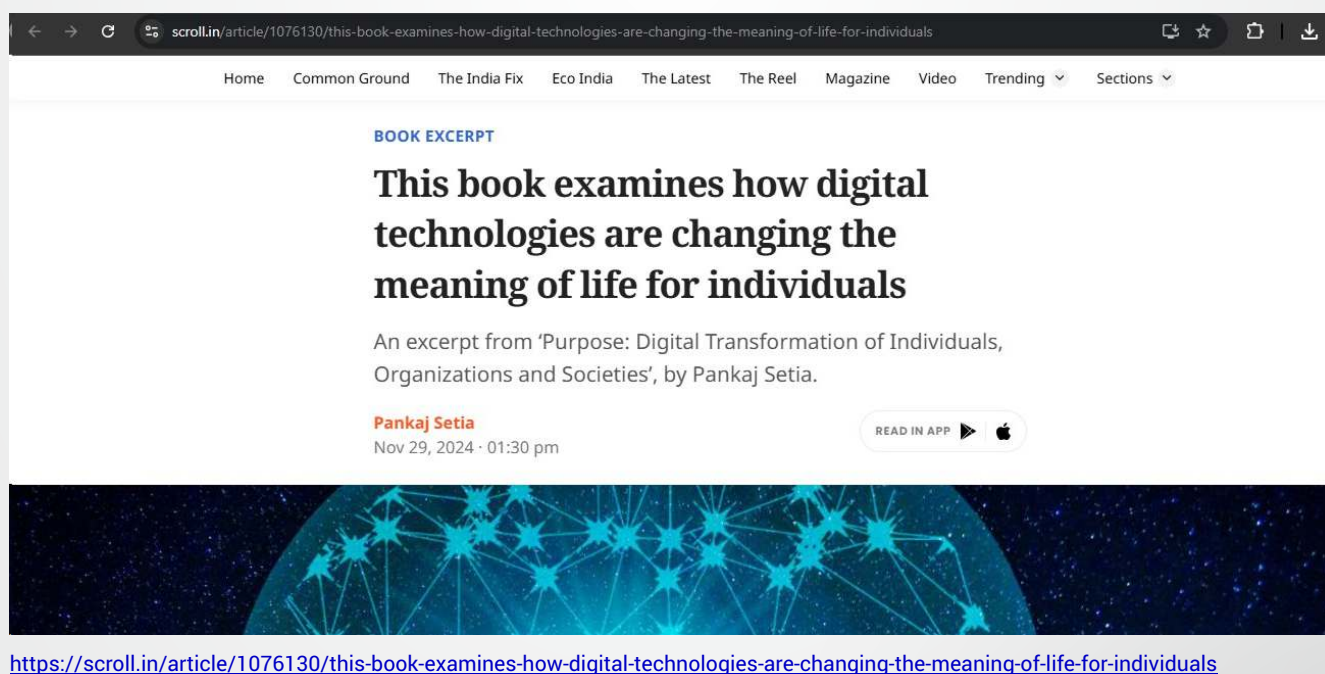 scroll.in/article/1076130/this-book-examines-how-digital-technologies-are-changing-the-meaning-of-life-for-individuals
Home Common Ground The India Fix Eco India The Latest The Reel Magazine Video Trending Sections
BOOK EXCERPT
This book examines how digital
technologies are changing the
meaning of life for individuals
An excerpt from ‘Purpose: Digital Transformation of Individuals,
Organizations and Societies’, by Pankaj Setia.
Pankaj Setia
Nov 29, 2024 · 01:30 pm
READ IN APP
https://scroll.in/article/1076130/this-book-examines-how-digital-technologies-are-changing-the-meaning-of-life-for-individuals